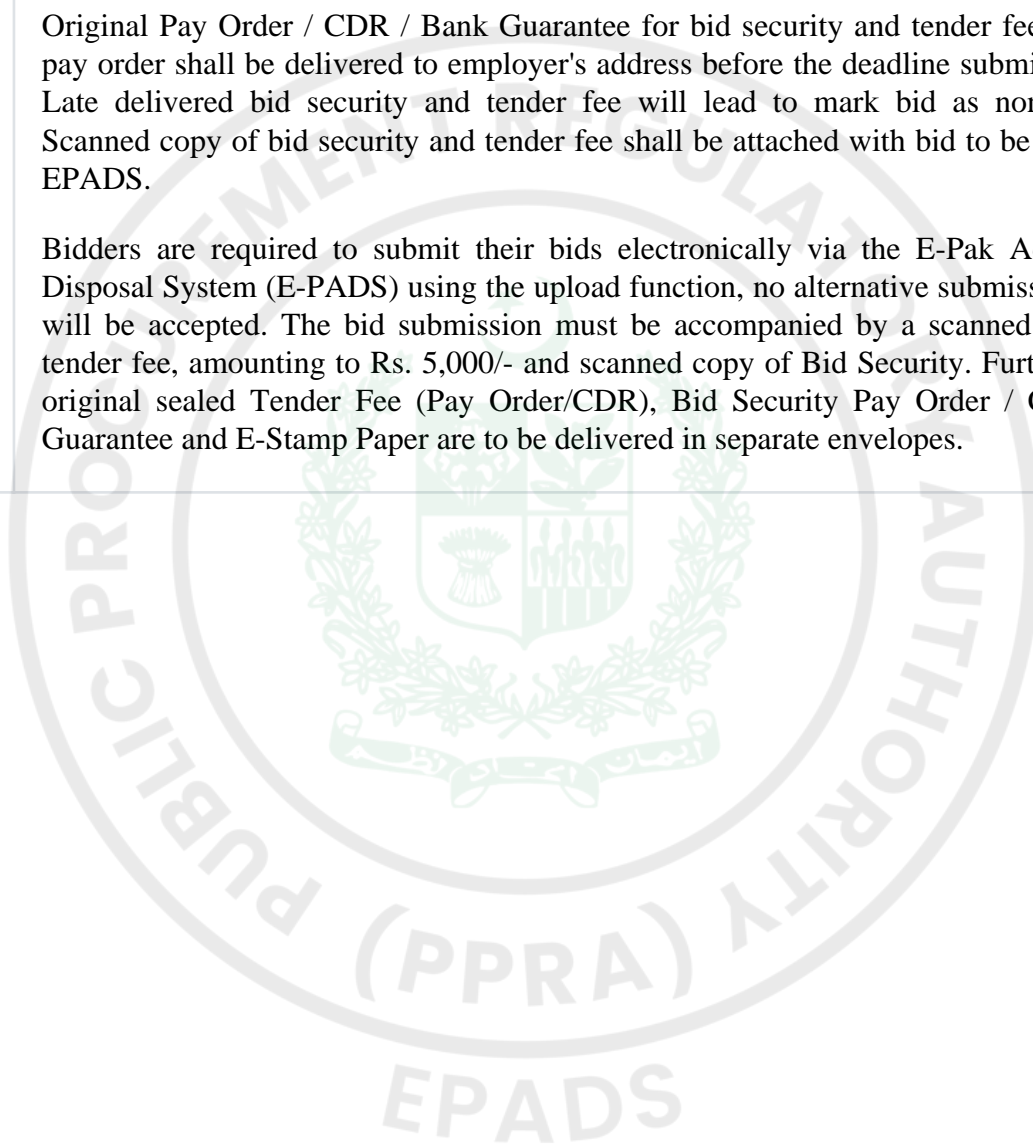 Original Pay Order / CDR / Bank Guarantee for bid security and tender fee
pay order shall be delivered to employer's address before the deadline submi
Late delivered bid security and tender fee will lead to mark bid as nor
Scanned copy of bid security and tender fee shall be attached with bid to be
EPADS.
Bidders are required to submit their bids electronically via the E-Pak A
Disposal System (E-PADS) using the upload function, no alternative submiss
will be accepted. The bid submission must be accompanied by a scanned
tender fee, amounting to Rs. 5,000/- and scanned copy of Bid Security. Furt
original sealed Tender Fee (Pay Order/CDR), Bid Security Pay Order /
Guarantee and E-Stamp Paper are to be delivered in separate envelopes.
PUBLIC PROCUREMENT REGULATORY AUTHORITY
(PPRA)
EPADS